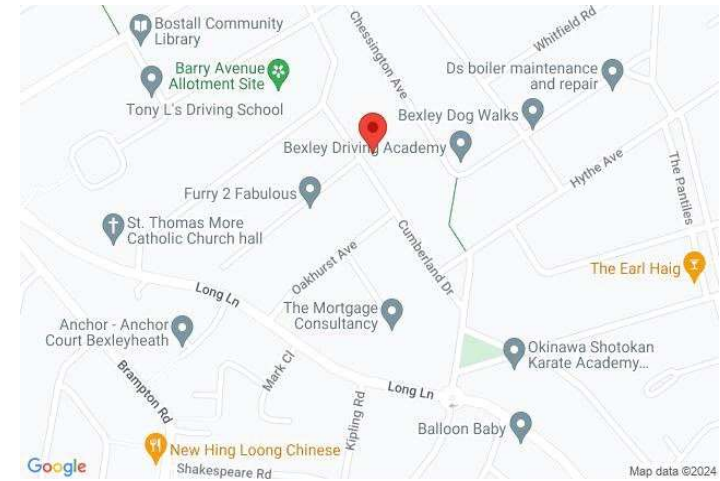 Bostall Community
Library
Chessington Ave
Whitfield Rd
Barry Avenue
Allotment Site
Ds boiler maintenance
and repair
Tony L's Driving School
Bexley Dog Walks
Bexley Driving Academy
Hythe Ave
The Pantiles
Furry 2 Fabulous
St. Thomas More
Catholic Church hall
Cumberland Dr
Oakhurst Ave
The Earl Haig
Long Ln
The Mortgage
Consultancy
Anchor - Anchor
Court Bexleyheath
Okinawa Shotokan
Karate Academy...
Mark Cl
Brampton Rd
Long Ln
Kipling Rd
Balloon Baby
New Hing Loong Chinese
Google
Shakespeare Rd
Map data ©2024